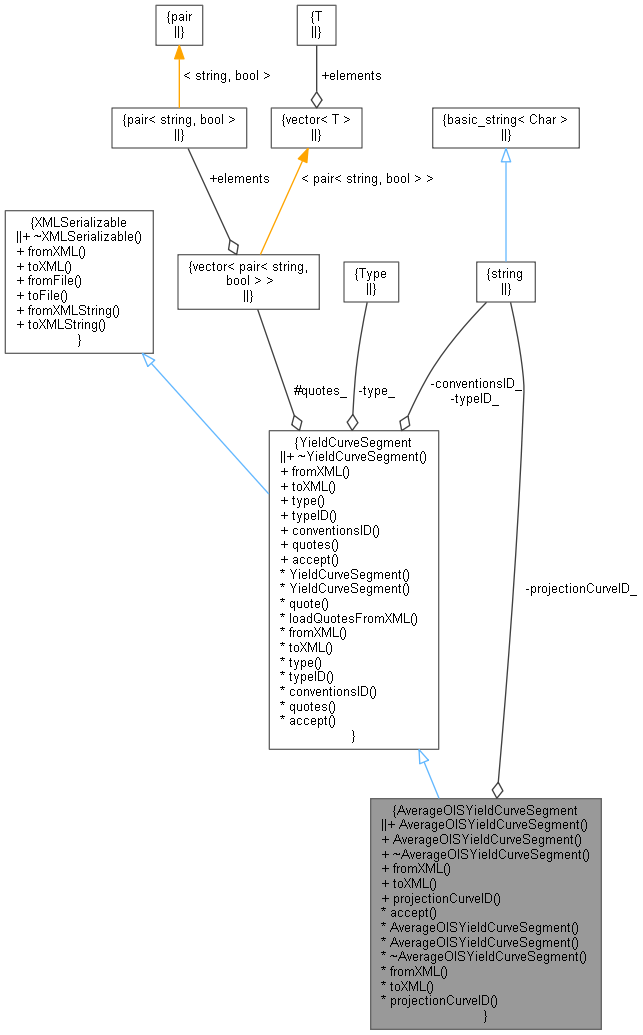 {pair
||}
{T
||}
< string, bool >
+elements
{pair< string, bool >
||}
{vector< T >
||}
{basic_string< Char >
||}
+elements
< pair< string, bool > >
{XMLSerializable
||+ ~XMLSerializable()
+ fromXML()
+ toXML()
+ fromFile()
+ toFile()
+ fromXMLString()
+ toXMLString()
}
{vector< pair< string,
bool > >
||}
{Type
||}
{string
||}
#quotes_
-type_
-conventionsID_
-typeID_
{YieldCurveSegment
||+ ~YieldCurveSegment()
+ fromXML()
+ toXML()
+ type()
+ typeID()
+ conventionsID()
+ quotes()
+ accept()
* YieldCurveSegment()
* YieldCurveSegment()
* quote()
* loadQuotesFromXML()
* fromXML()
* toXML()
* type()
* typeID()
* conventionsID()
* quotes()
* accept()
}
-projectionCurveID_
{AverageOISYieldCurveSegment
||+ AverageOISYieldCurveSegment()
+ AverageOISYieldCurveSegment()
+ ~AverageOISYieldCurveSegment()
+ fromXML()
+ toXML()
+ projectionCurveID()
* accept()
* AverageOISYieldCurveSegment()
* AverageOISYieldCurveSegment()
* ~AverageOISYieldCurveSegment()
* fromXML()
* toXML()
* projectionCurveID()
}